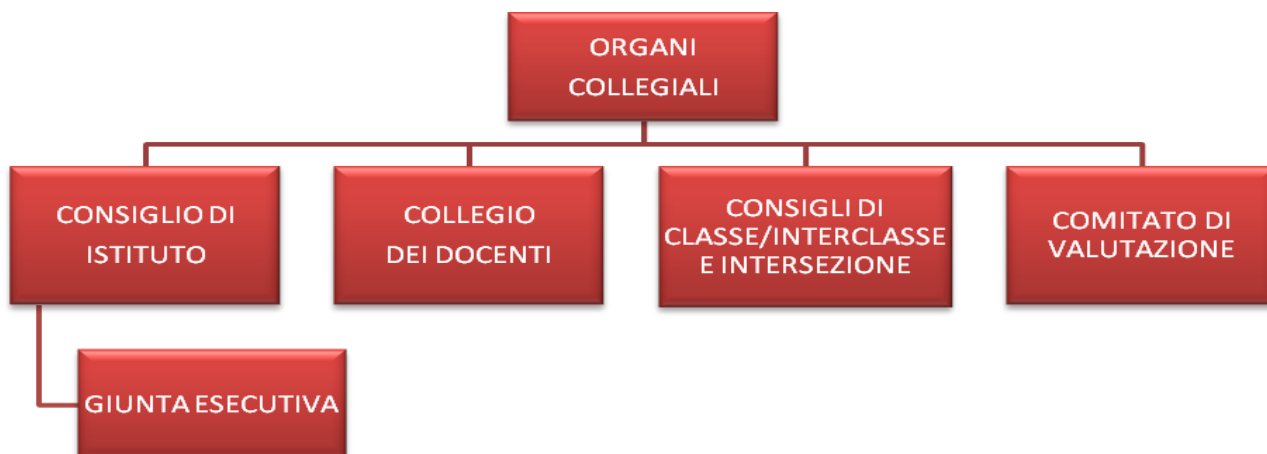 ORGANI
COLLEGIALI
CONSIGLIO DI
ISTITUTO
COLLEGIO
DEI DOCENTI
CONSIGLI DI
CLASSE/INTERCLASSE
E INTERSEZIONE
COMITATO DI
VALUTAZIONE
GIUNTA ESECUTIVA